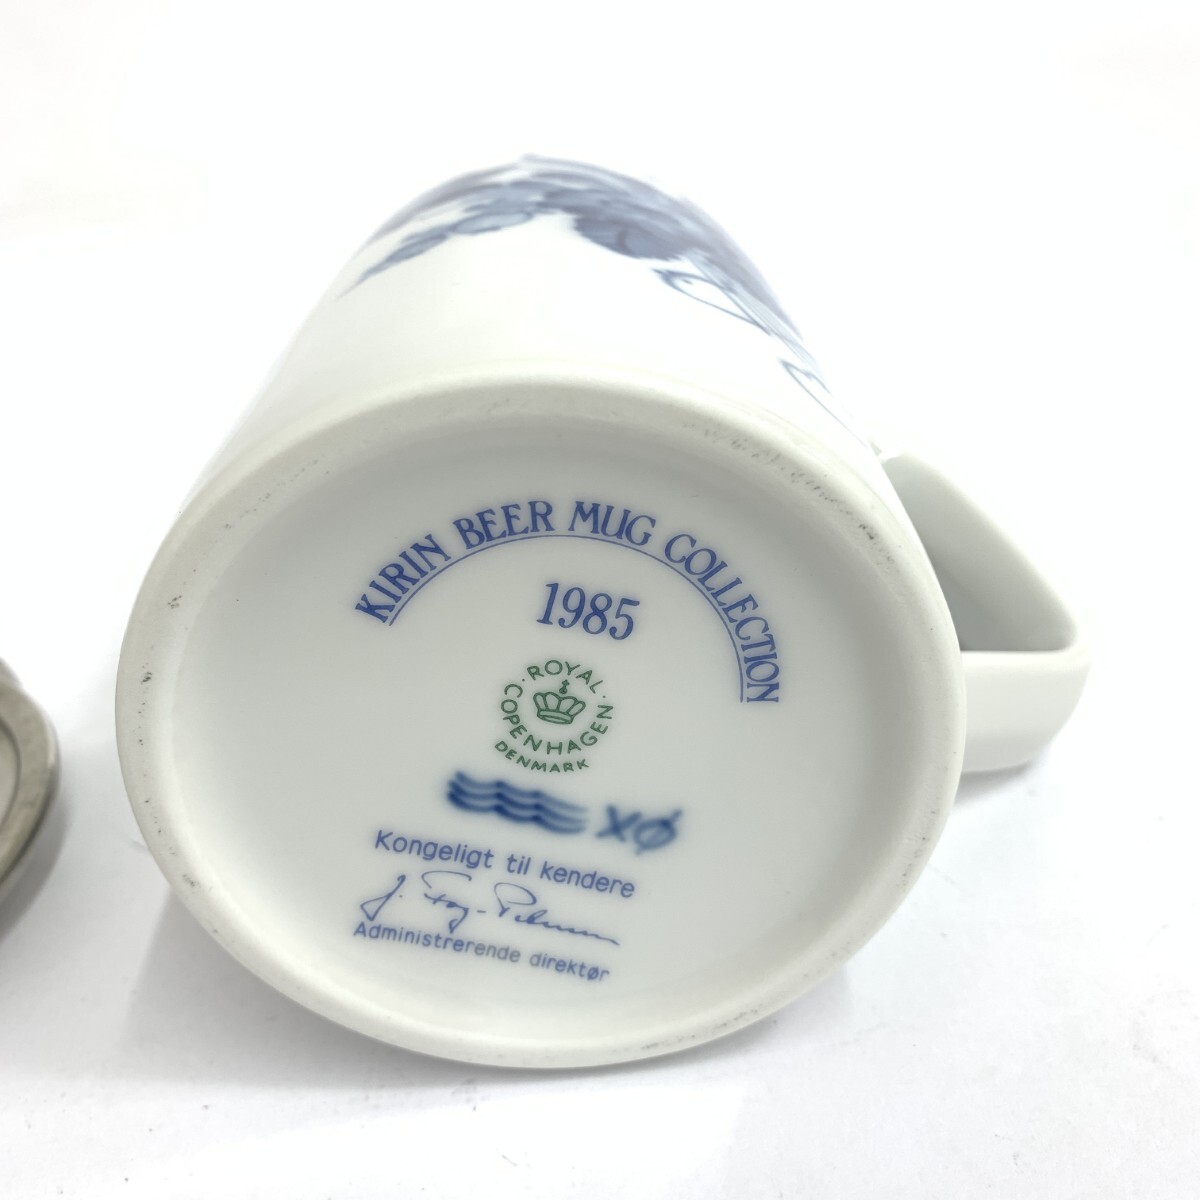 KIRIN BEER MUG COLLECTION
1985
ROYAL COPENHAGEN
DENMARK
XØ
Kongeligt til kendere
Administrerende direktør